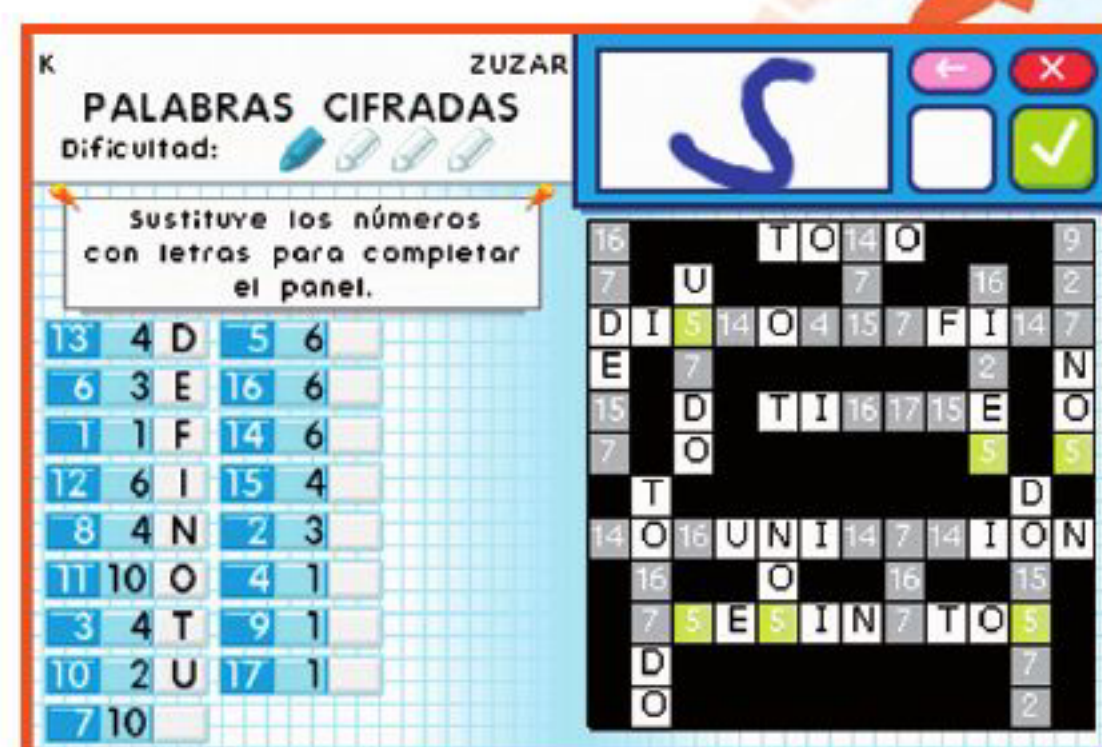 K ZUZAR
PALABRAS CIFRADAS
Dificultad:
Sustituye los números
con letras para completar
el panel.
13 4 D 5 6
6 3 E 16 6
1 1 F 14 6
12 6 I 15 4
8 4 N 2 3
11 10 O 4 1
3 4 T 9 1
10 2 U 17 1
7 10
S
16 T O 14 O 9
7 U 7 16 2
D I 5 14 O 4 15 7 F I 14 7
E 7 2 N
15 D T I 16 17 15 E O
7 O 5 5
T D
14 O 16 U N I 14 7 14 I O N
16 O 16 15
7 5 E 5 I N 7 T O 5
D 7
O 2